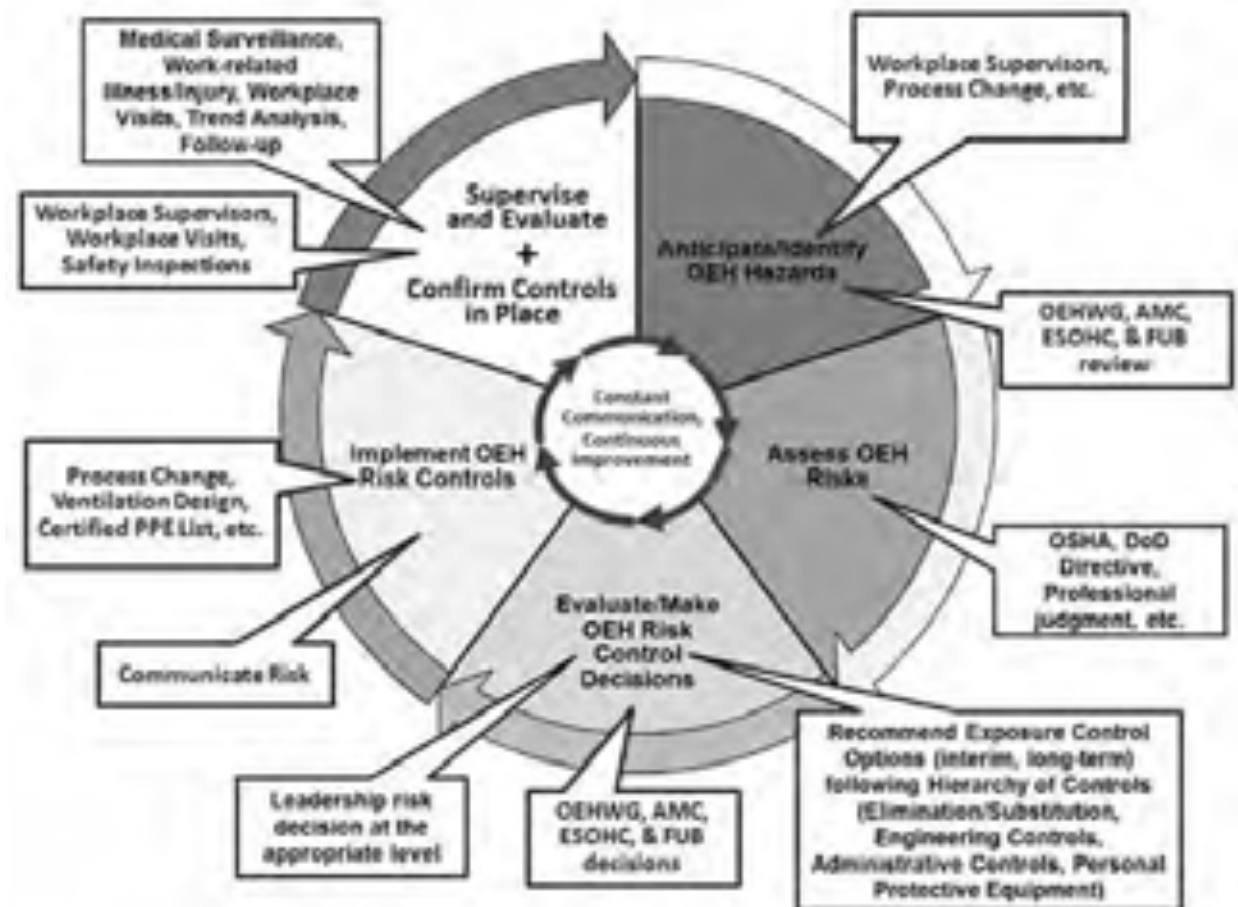 Medical Surveillance,
Work-related
Illness/Injury, Workplace
Visits, Trend Analysis,
Follow-up
Workplace Supervisors,
Process Change, etc.
Supervise
and Evaluate
+
Confirm Controls
in Place
Workplace Supervisors,
Workplace Visits,
Safety Inspections
Anticipate/Identify
OEH Hazards
OEHWG, AMC,
ESOHC, & FUB
review
Constant
Communication,
Continuous
Improvement
Implement OEH
Risk Controls
Assess OEH
Risks
Process Change,
Ventilation Design,
Certified PPE List, etc.
OSHA, DoD
Directive,
Professional
judgment, etc.
Evaluate/Make
OEH Risk
Control
Decisions
Communicate Risk
Leadership risk
decision at the
appropriate level
OEHWG, AMC,
ESOHC, & FUB
decisions
Recommend Exposure Control
Options (interim, long-term)
following Hierarchy of Controls
(Elimination/Substitution,
Engineering Controls,
Administrative Controls, Personal
Protective Equipment)